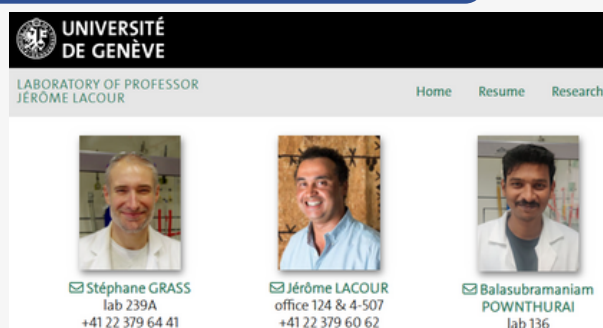 UNIVERSITÉ
DE GENÈVE
LABORATORY OF PROFESSOR
JÉRÔME LACOUR
Home Resume Research
Stéphane GRASS
lab 239A
+41 22 379 64 41
Jérôme LACOUR
office 124 & 4-507
+41 22 379 60 62
Balasubramaniam
POWNTHURAI
lab 136